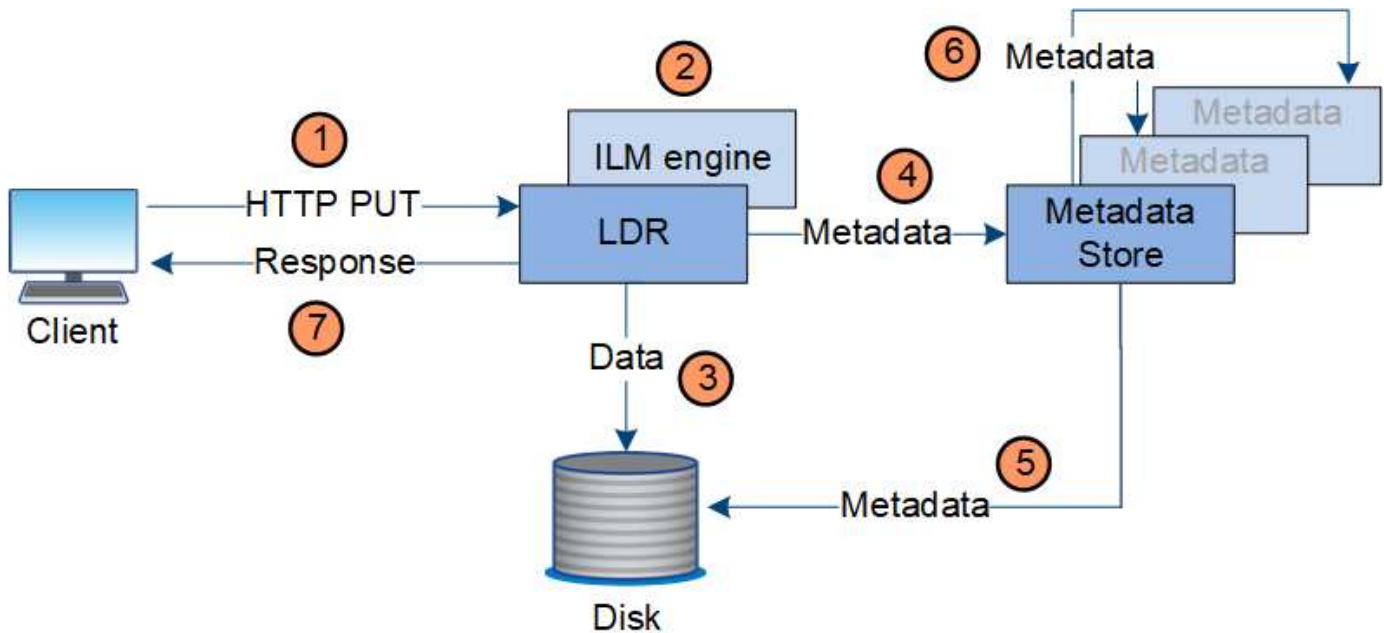 6
Metadata
2
Metadata
1
ILM engine
Metadata
4
HTTP PUT
LDR
Metadata
Metadata
Store
Response
Client
7
Data
3
5
Metadata
Disk